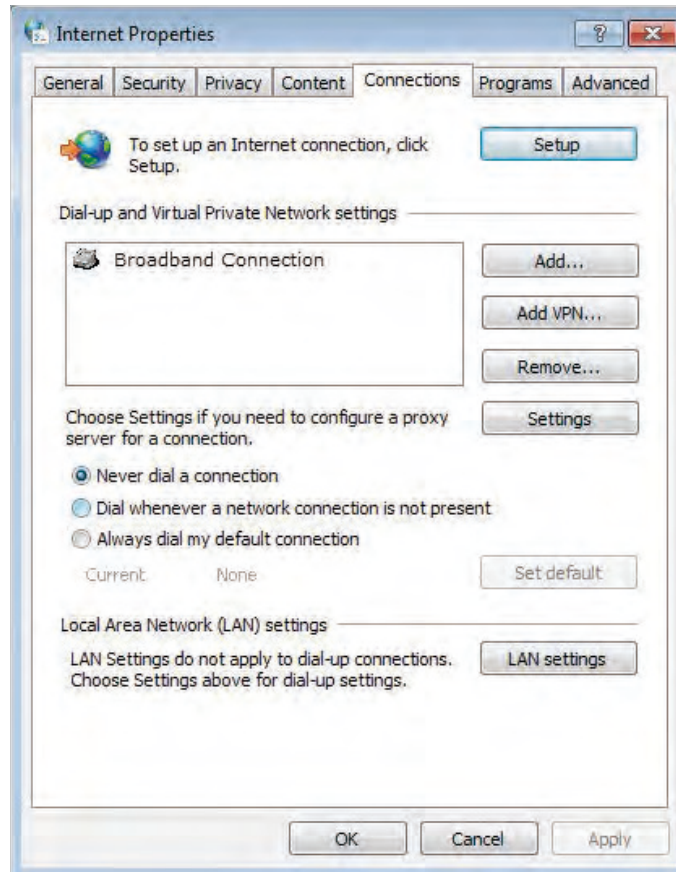 Internet Properties
General Security Privacy Content Connections Programs Advanced
To set up an Internet connection, click
Setup.
Setup
Dial-up and Virtual Private Network settings
Broadband Connection
Add...
Add VPN...
Remove...
Choose Settings if you need to configure a proxy
server for a connection.
Settings
Never dial a connection
Dial whenever a network connection is not present
Always dial my default connection
Current None
Set default
Local Area Network (LAN) settings
LAN Settings do not apply to dial-up connections.
Choose Settings above for dial-up settings.
LAN settings
OK Cancel Apply